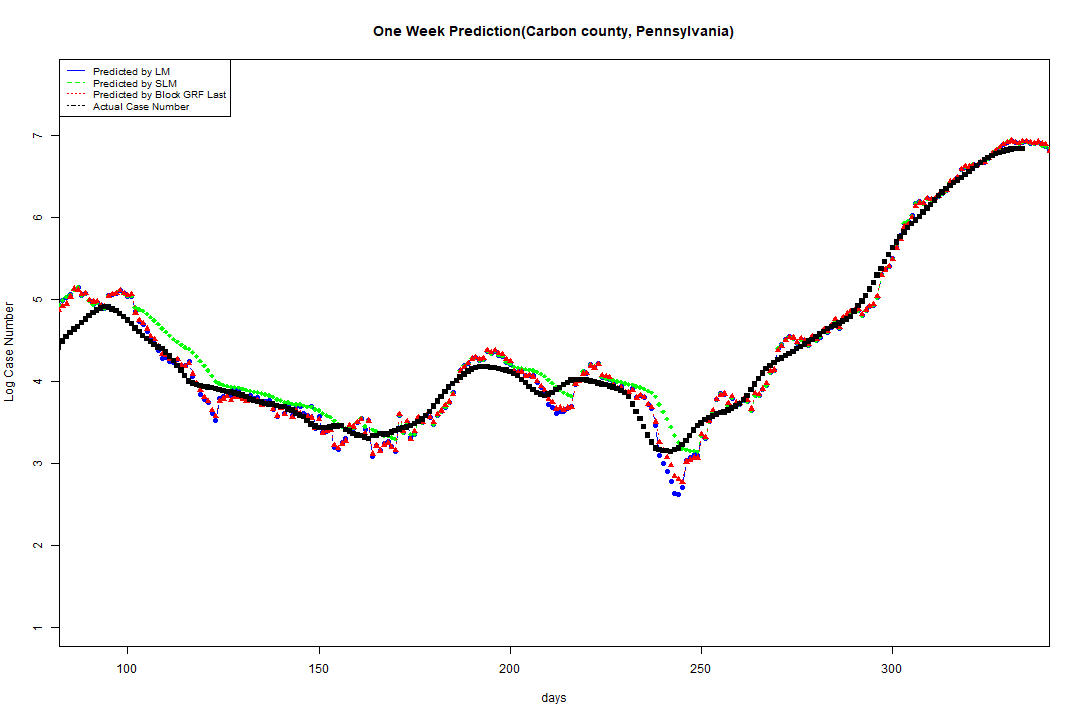 One Week Prediction(Carbon county, Pennsylvania)
Predicted by LM
Predicted by SLM
Predicted by Block GRF Last
Actual Case Number
Log Case Number
7
6
5
4
3
2
1
100 150 200 250 300
days